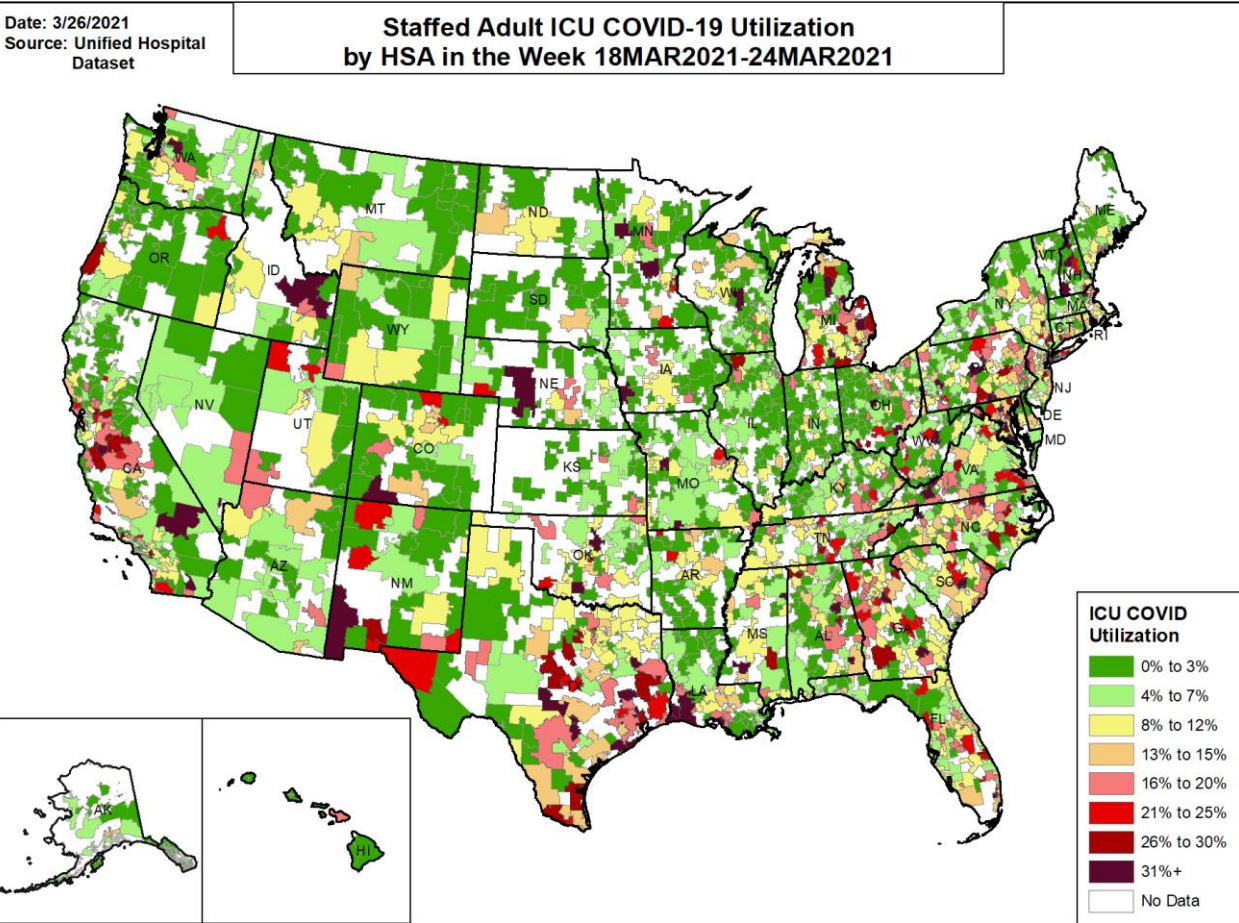 Date: 3/26/2021
Source: Unified Hospital
Dataset
Staffed Adult ICU COVID-19 Utilization
by HSA in the Week 18MAR2021-24MAR2021
WA
MT
ND
MN
ME
OR
ID
SD
WI
MI
VT
NH
NY
MA
CT
RI
WY
IA
NE
PA
NJ
NV
UT
CO
IL
IN
OH
DE
MD
WV
VA
CA
KS
MO
KY
AZ
NM
OK
AR
TN
NC
SC
MS
AL
GA
TX
LA
FL
AK
HI
ICU COVID
Utilization
0% to 3%
4% to 7%
8% to 12%
13% to 15%
16% to 20%
21% to 25%
26% to 30%
31%+
No Data